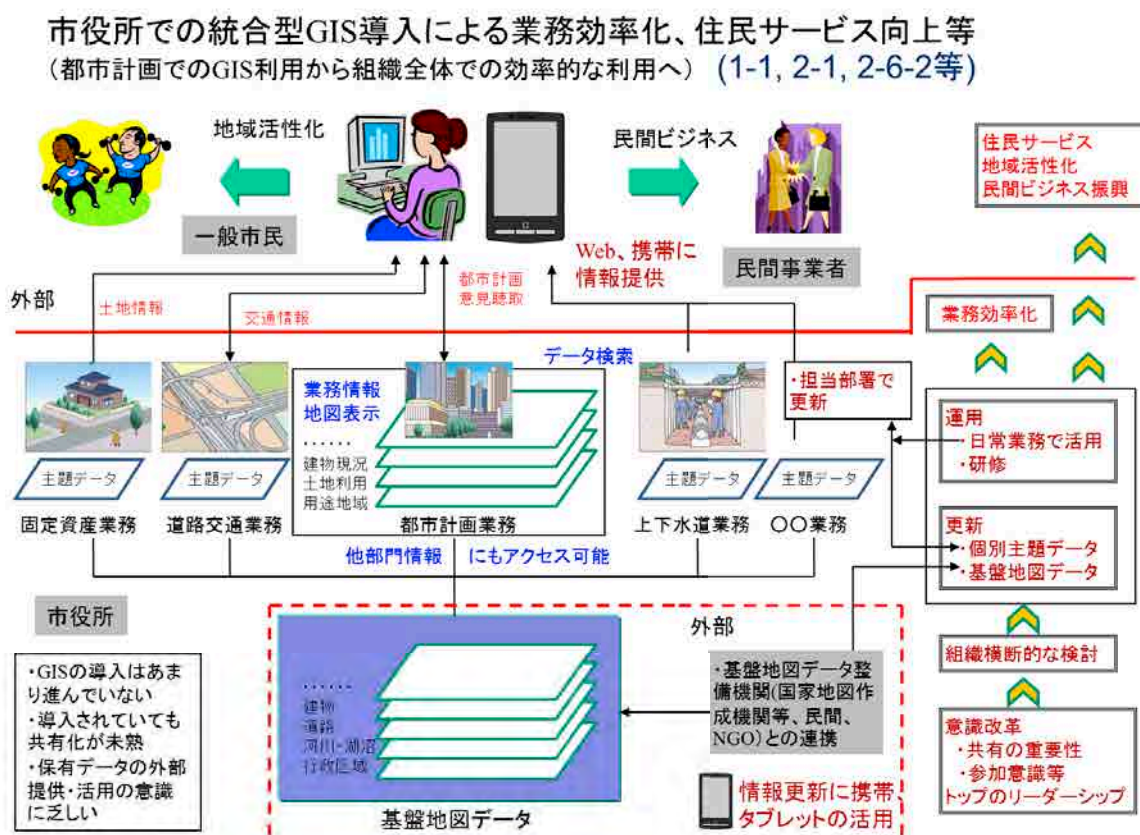 市役所での統合型GIS導入による業務効率化、住民サービス向上等
（都市計画でのGIS利用から組織全体での効率的な利用へ） (1-1, 2-1, 2-6-2等)
地域活性化
民間ビジネス
一般市民
民間事業者
Web、携帯に
情報提供
外部
土地情報
交通情報
都市計画
意見聴取
データ検索
業務情報
地図表示
……
建物現況
土地利用
用途地域
・担当部署で
更新
主題データ
主題データ
主題データ
主題データ
固定資産業務
道路交通業務
都市計画業務
上下水道業務
〇〇業務
他部門情報 にもアクセス可能
市役所
・GISの導入はあま
り進んでいない
・導入されていても
共有化が未熟
・保有データの外部
提供・活用の意識
に乏しい
……
建物
道路
河川・湖沼
行政区域
基盤地図データ
外部
・基盤地図データ整
備機関(国家地図作
成機関等、民間、
NGO)との連携
情報更新に携帯、
タブレットの活用
住民サービス
地域活性化
民間ビジネス振興
業務効率化
運用
・日常業務で活用
・研修
更新
・個別主題データ
・基盤地図データ
組織横断的な検討
意識改革
・共有の重要性
・参加意識等
トップのリーダーシップ